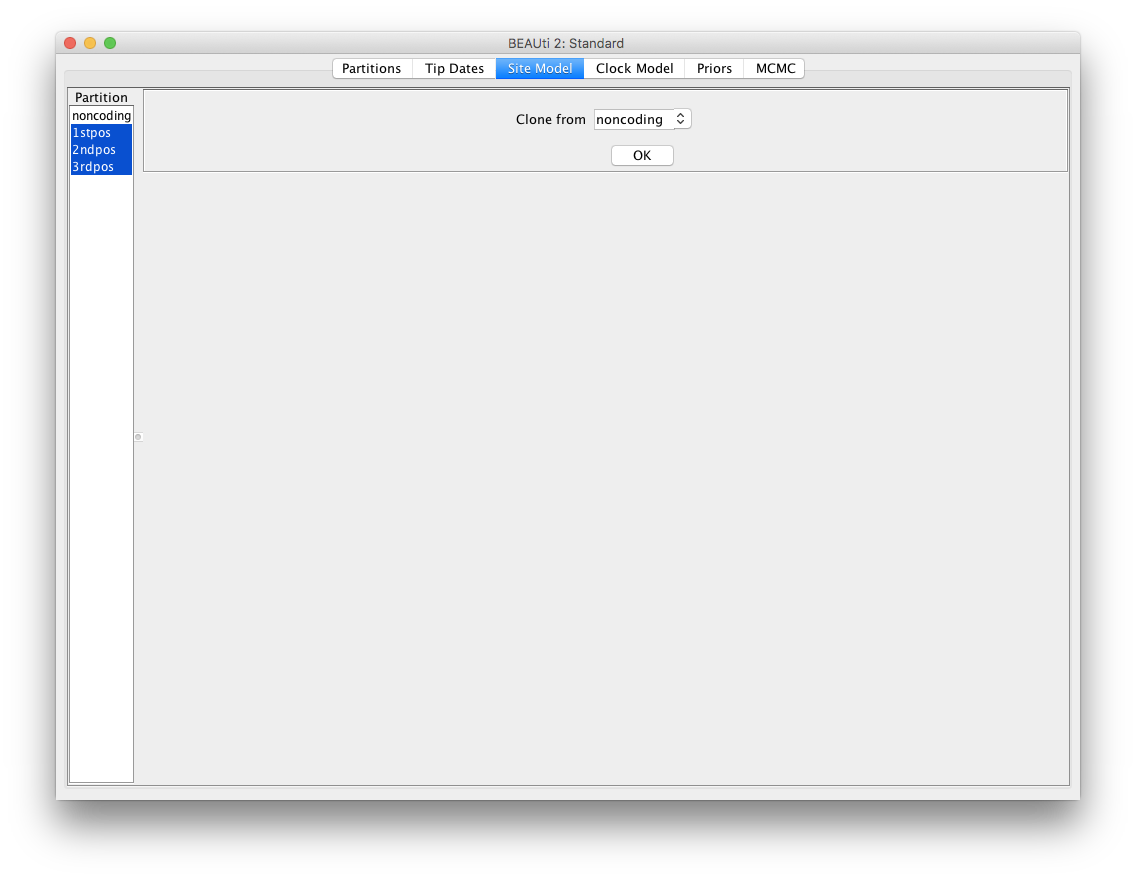 BEAUti 2: Standard
Partitions Tip Dates Site Model Clock Model Priors MCMC
Partition
noncoding
1stpos
2ndpos
3rdpos
Clone from noncoding
OK